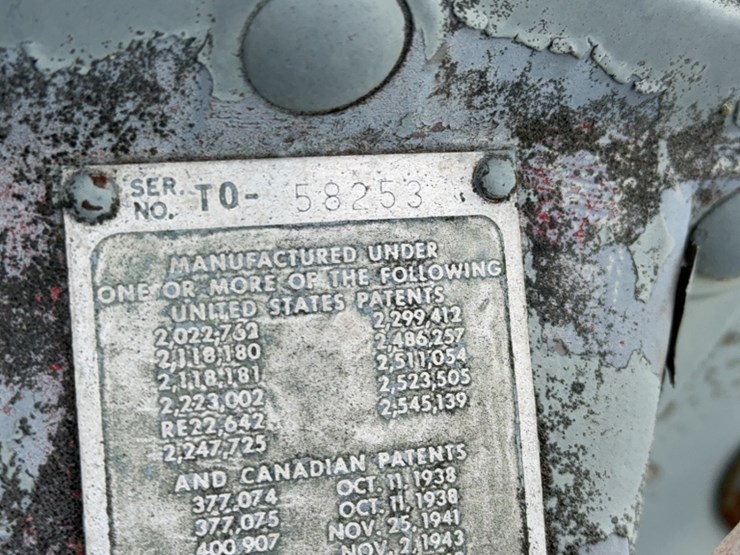 SER. NO. TO- 58253
MANUFACTURED UNDER
ONE OR MORE OF THE FOLLOWING
UNITED STATES PATENTS
2,022,762 2,299,412
2,118,180 2,486,257
2,118,181 2,511,054
2,223,002 2,523,505
RE22,642 2,545,139
2,247,725
AND CANADIAN PATENTS
377,074 OCT. 11, 1938
377,075 OCT. 11, 1938
400,907 NOV. 25, 1941
NOV. 2, 1943